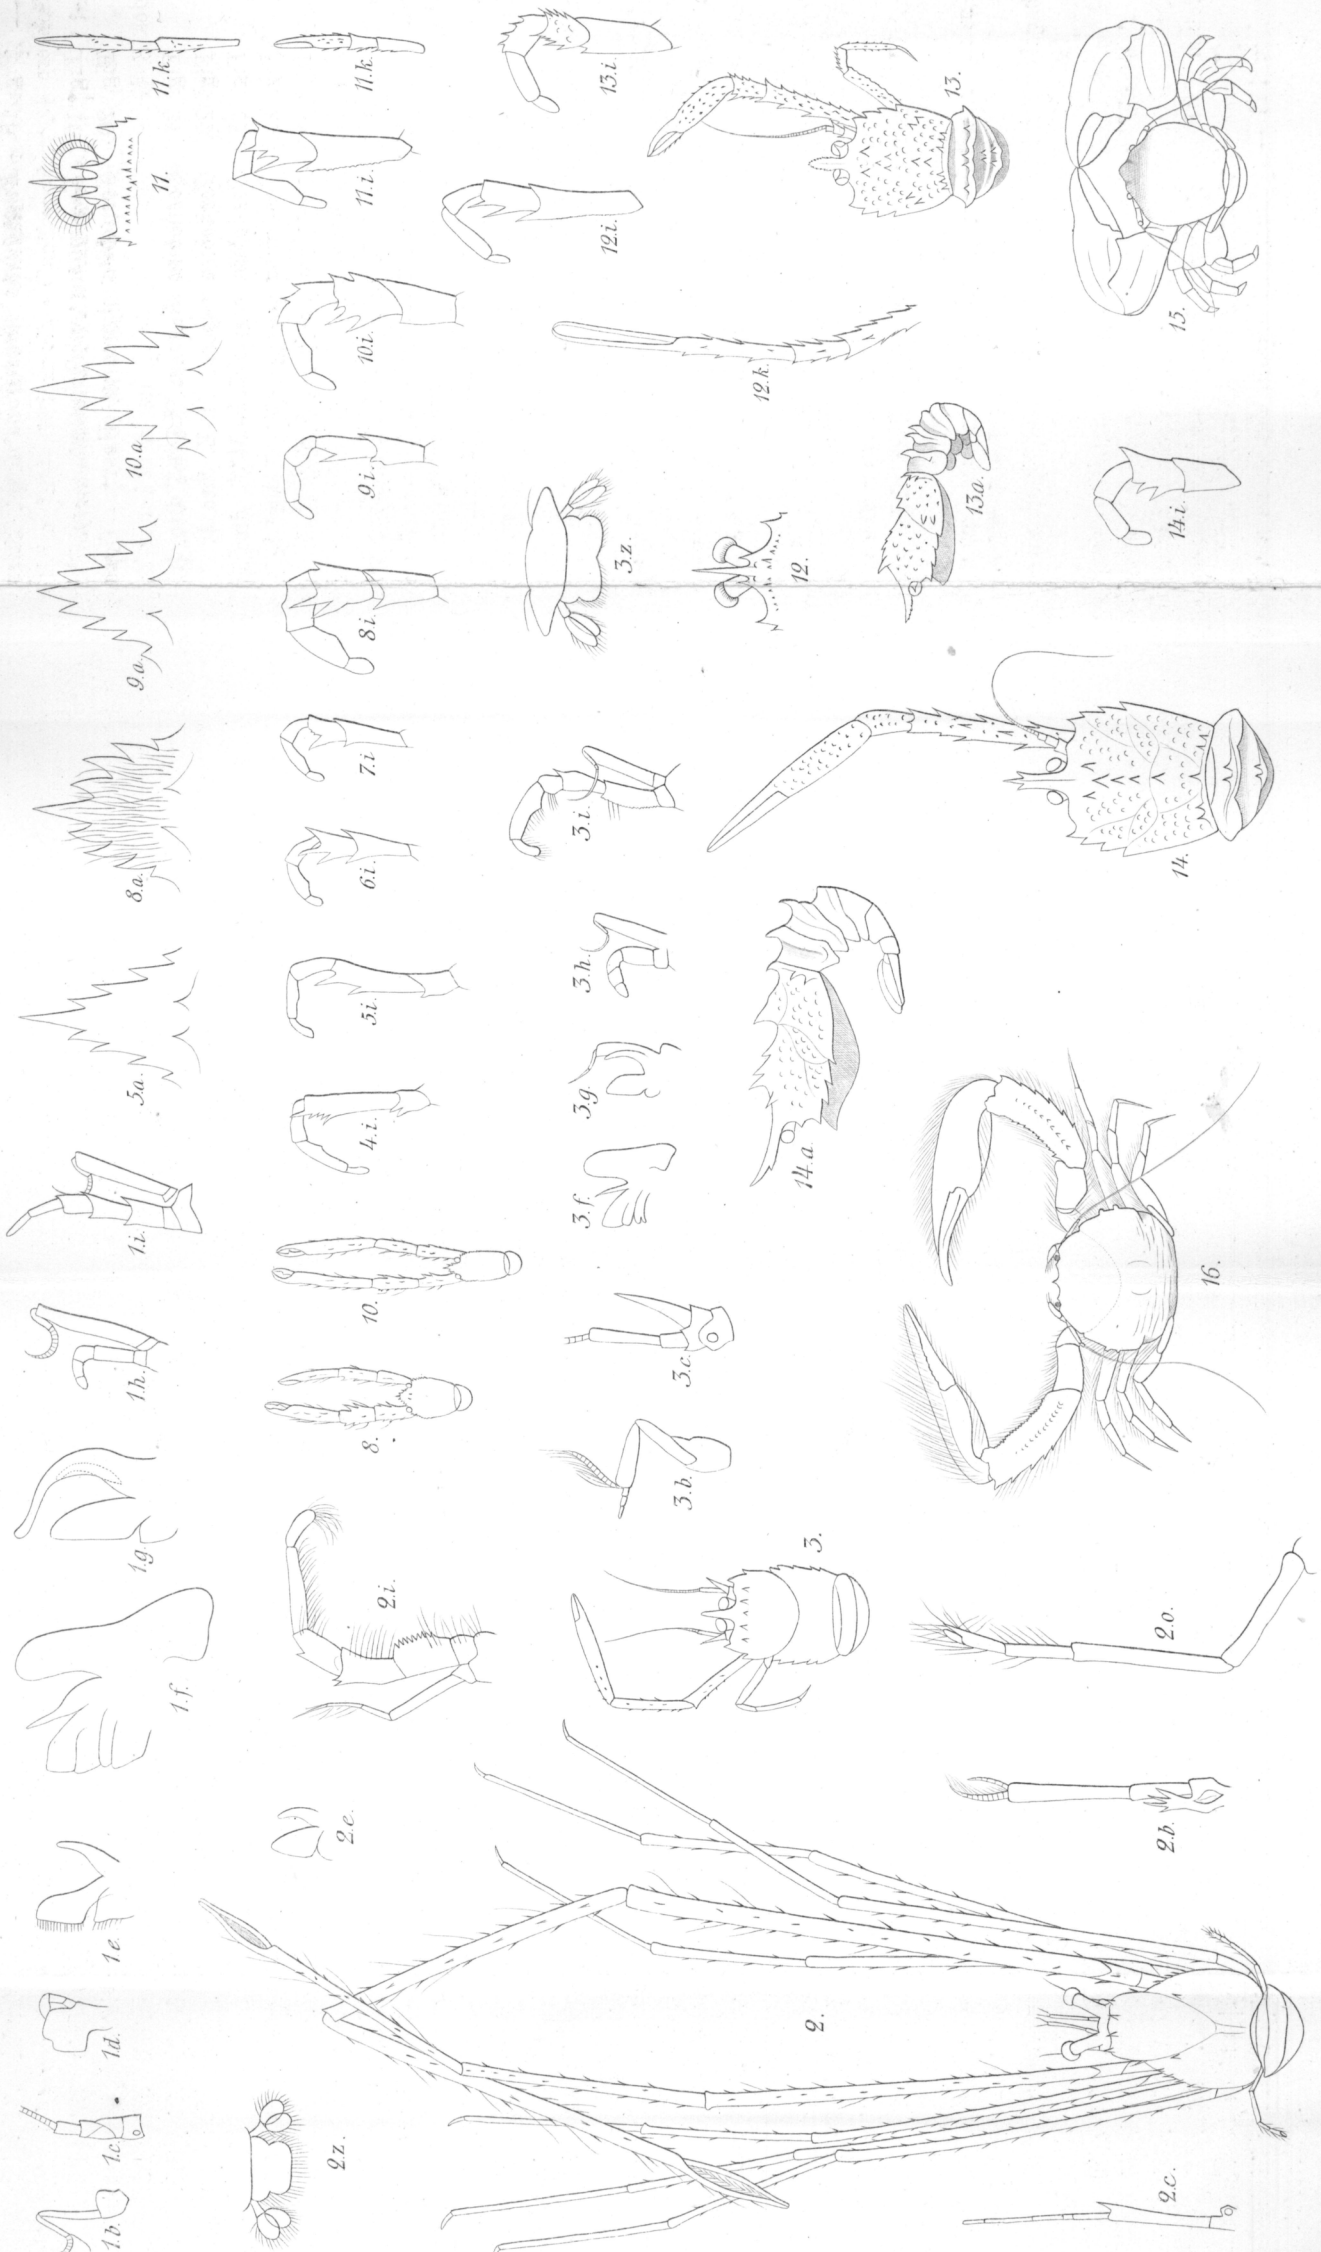 1.b.
1.c.
1.d.
1.e.
1.f.
1.g.
1.h.
1.i.
5.a.
8.a.
9.a.
10.a.
11.
11.k.
2.z.
2.e.
2.i.
8.
10.
4.i.
5.i.
6.i.
7.i.
8.i.
9.i.
10.i.
11.i.
11.k.
3.b.
3.c.
3.f.
3.g.
3.h.
3.i.
3.z.
12.i.
13.i.
2.
3.
14.a.
12.
12.k.
2.c.
2.b.
2.o.
16.
14.
13.a.
13.
14.i.
15.